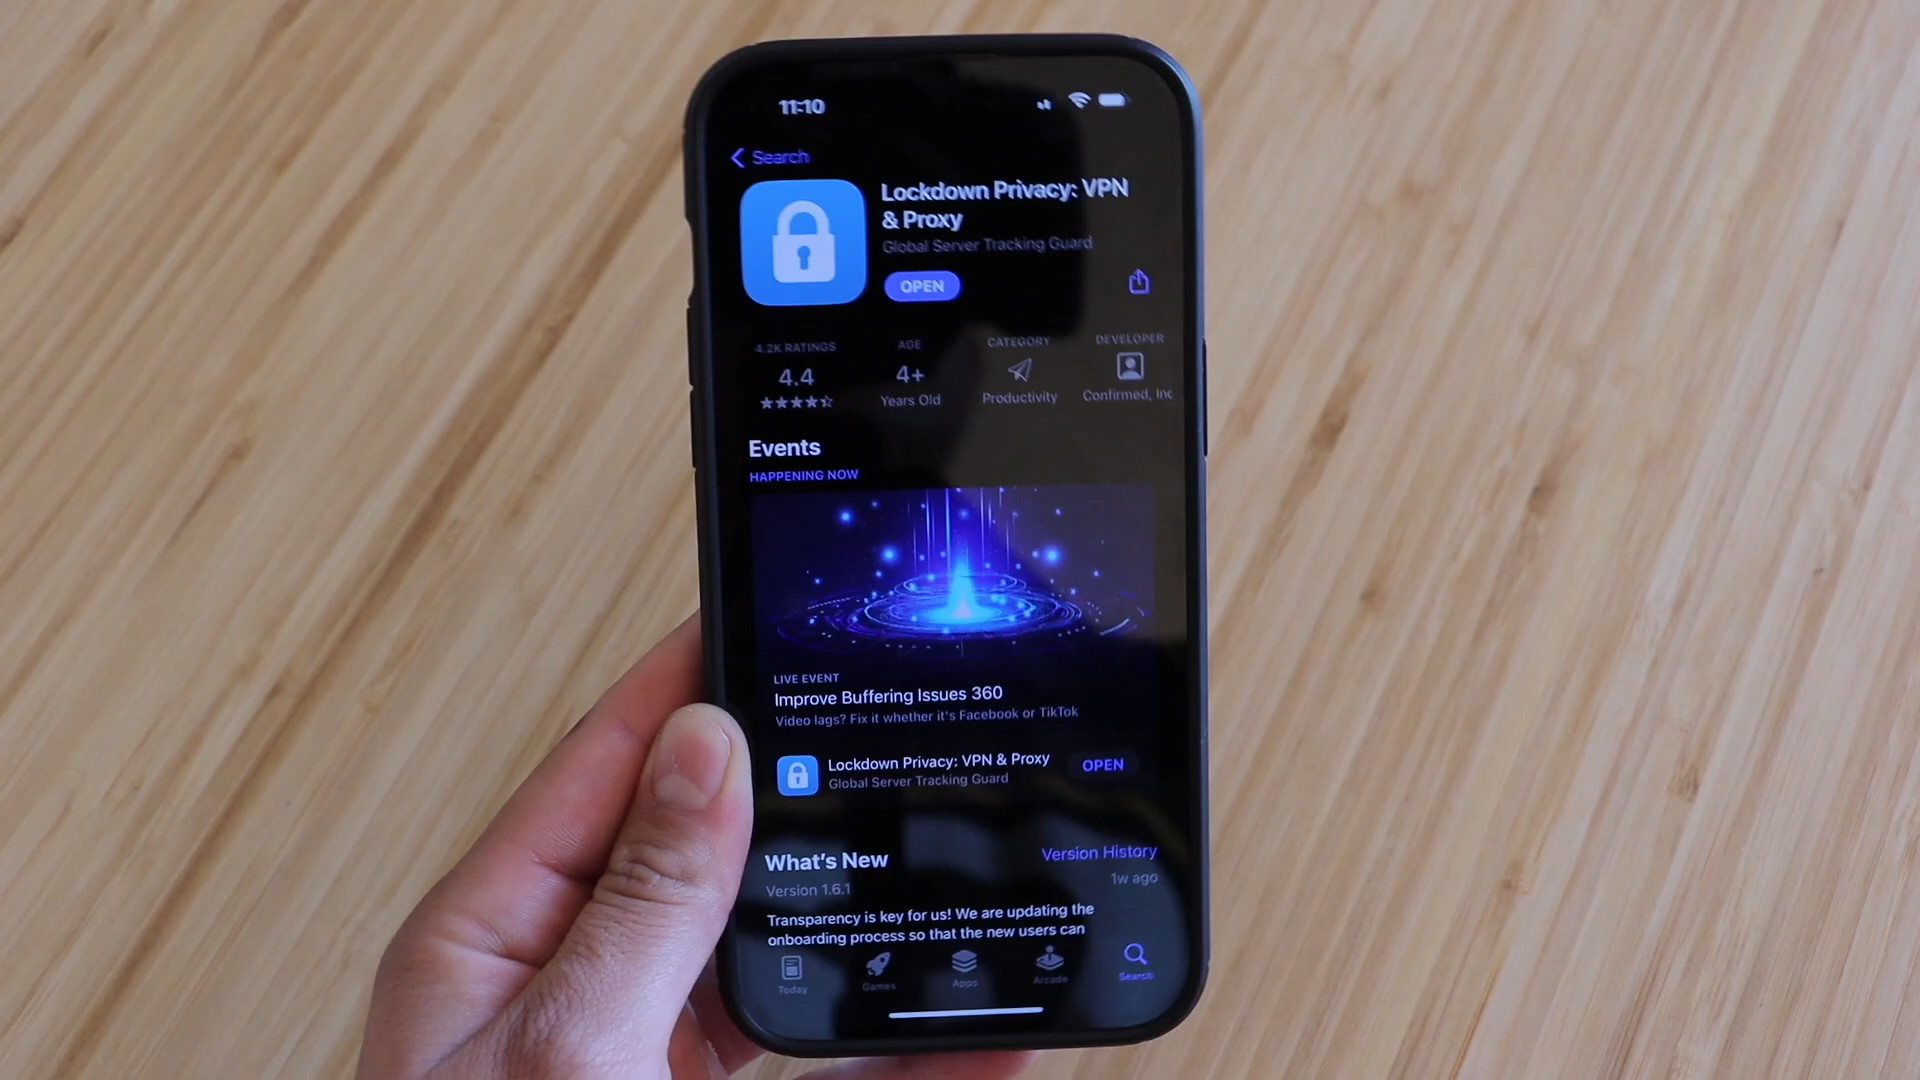 11:10
Search
Lockdown Privacy: VPN
& Proxy
Global Server Tracking Guard
OPEN
4.2K RATINGS
4.4
AGE
4+
Years Old
CATEGORY
Productivity
DEVELOPER
Confirmed, Inc
Events
HAPPENING NOW
LIVE EVENT
Improve Buffering Issues 360
Video lags? Fix it whether it's Facebook or TikTok
Lockdown Privacy: VPN & Proxy
Global Server Tracking Guard
OPEN
What's New
Version History
Version 1.6.1
1w ago
Transparency is key for us! We are updating the
onboarding process so that the new users can
Today
Games
Apps
Arcade
Search